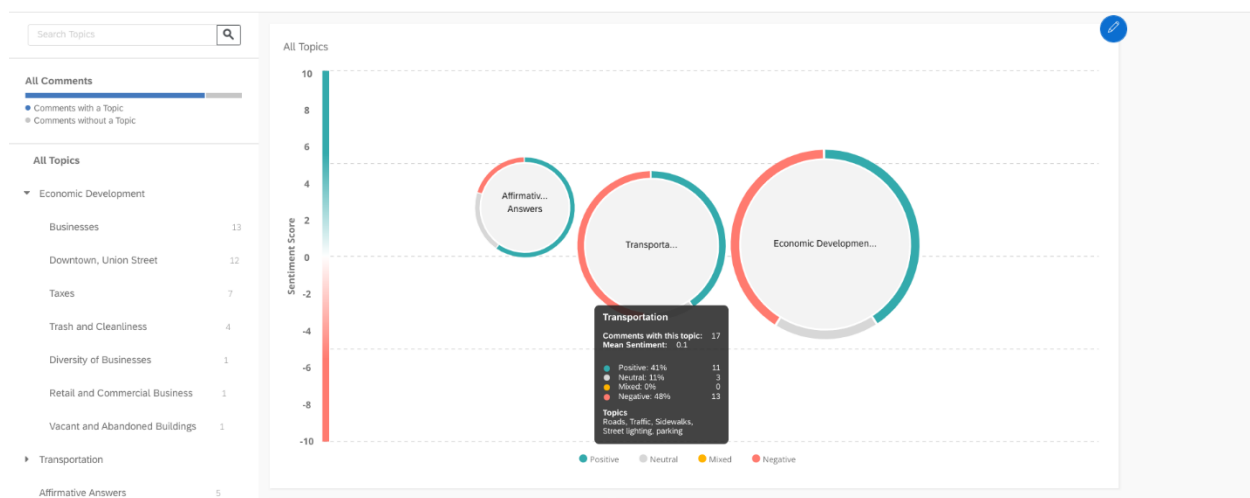 Search Topics
All Comments
Comments with a Topic
Comments without a Topic
All Topics
Economic Development
Businesses 13
Downtown, Union Street 12
Taxes 7
Trash and Cleanliness 4
Diversity of Businesses 1
Retail and Commercial Business 1
Vacant and Abandoned Buildings 1
Transportation
Affirmative Answers 5
All Topics
Sentiment Score
10
8
6
4
2
0
-2
-4
-6
-8
-10
Affirmativ...
Answers
Transporta...
Economic Developmen...
Transportation
Comments with this topic: 17
Mean Sentiment: 0.1
Positive: 41% 11
Neutral: 11% 3
Mixed: 0% 0
Negative: 48% 13
Topics
Roads, Traffic, Sidewalks,
Street lighting, parking
Positive Neutral Mixed Negative